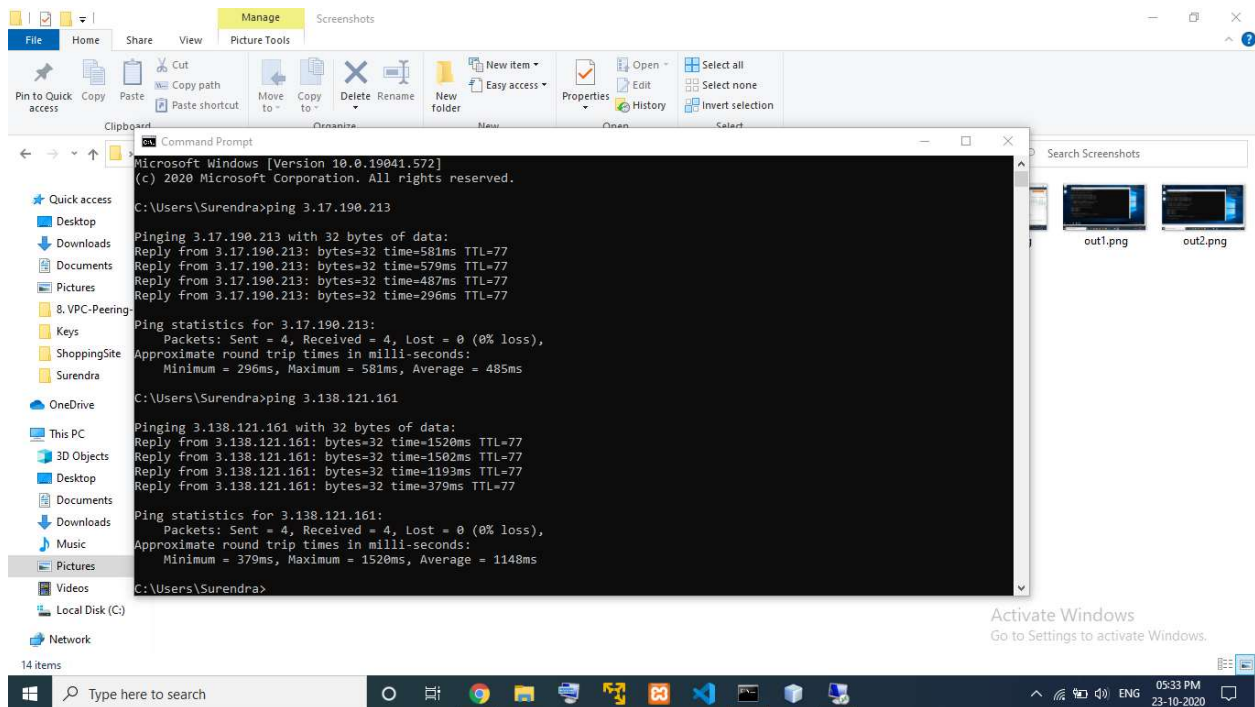 Manage
Screenshots
File
Home
Share
View
Picture Tools
Pin to Quick access
Copy
Paste
Cut
Copy path
Paste shortcut
Clipboard
Move to
Copy to
Delete
Rename
Organize
New folder
New item
Easy access
New
Properties
Open
Edit
History
Open
Select all
Select none
Invert selection
Select
Search Screenshots
Quick access
Desktop
Downloads
Documents
Pictures
8. VPC-Peering-
Keys
ShoppingSite
Surendra
OneDrive
This PC
3D Objects
Desktop
Documents
Downloads
Music
Pictures
Videos
Local Disk (C:)
Network
14 items
Command Prompt
Microsoft Windows [Version 10.0.19041.572]
(c) 2020 Microsoft Corporation. All rights reserved.
C:\Users\Surendra>ping 3.17.190.213
Pinging 3.17.190.213 with 32 bytes of data:
Reply from 3.17.190.213: bytes=32 time=581ms TTL=77
Reply from 3.17.190.213: bytes=32 time=579ms TTL=77
Reply from 3.17.190.213: bytes=32 time=487ms TTL=77
Reply from 3.17.190.213: bytes=32 time=296ms TTL=77
Ping statistics for 3.17.190.213:
Packets: Sent = 4, Received = 4, Lost = 0 (0% loss),
Approximate round trip times in milli-seconds:
Minimum = 296ms, Maximum = 581ms, Average = 485ms
C:\Users\Surendra>ping 3.138.121.161
Pinging 3.138.121.161 with 32 bytes of data:
Reply from 3.138.121.161: bytes=32 time=1520ms TTL=77
Reply from 3.138.121.161: bytes=32 time=1502ms TTL=77
Reply from 3.138.121.161: bytes=32 time=1193ms TTL=77
Reply from 3.138.121.161: bytes=32 time=379ms TTL=77
Ping statistics for 3.138.121.161:
Packets: Sent = 4, Received = 4, Lost = 0 (0% loss),
Approximate round trip times in milli-seconds:
Minimum = 379ms, Maximum = 1520ms, Average = 1148ms
C:\Users\Surendra>
out1.png
out2.png
Activate Windows
Go to Settings to activate Windows.
Type here to search
ENG
05:33 PM
23-10-2020